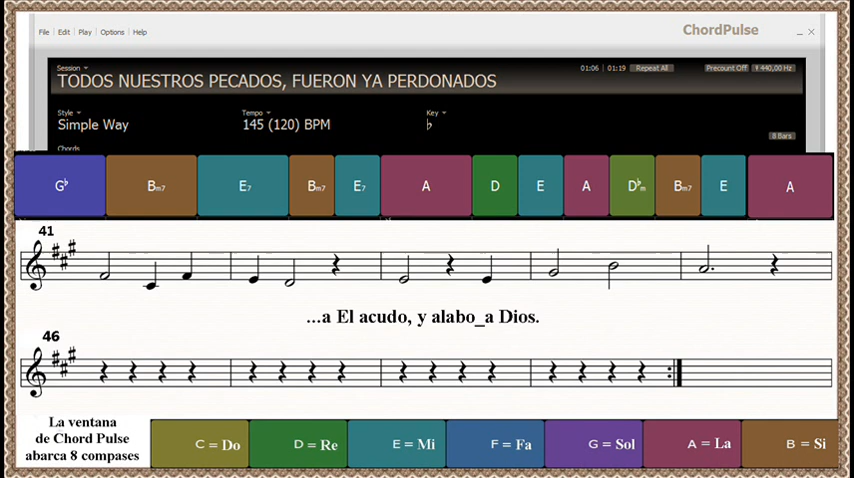 File Edit Play Options Help ChordPulse
Session 01:06 01:19 Repeat All Precount Off 440,00 Hz
TODOS NUESTROS PECADOS, FUERON YA PERDONADOS
Style Tempo Key
Simple Way 145 (120) BPM ♭
8 Bars
Chords
G♭ Bm7 E7 Bm7 E7 A D E A D♭m Bm7 E A
41
...a El acudo, y alabo_a Dios.
46
La ventana
de Chord Pulse
abarca 8 compases
C = Do D = Re E = Mi F = Fa G = Sol A = La B = Si